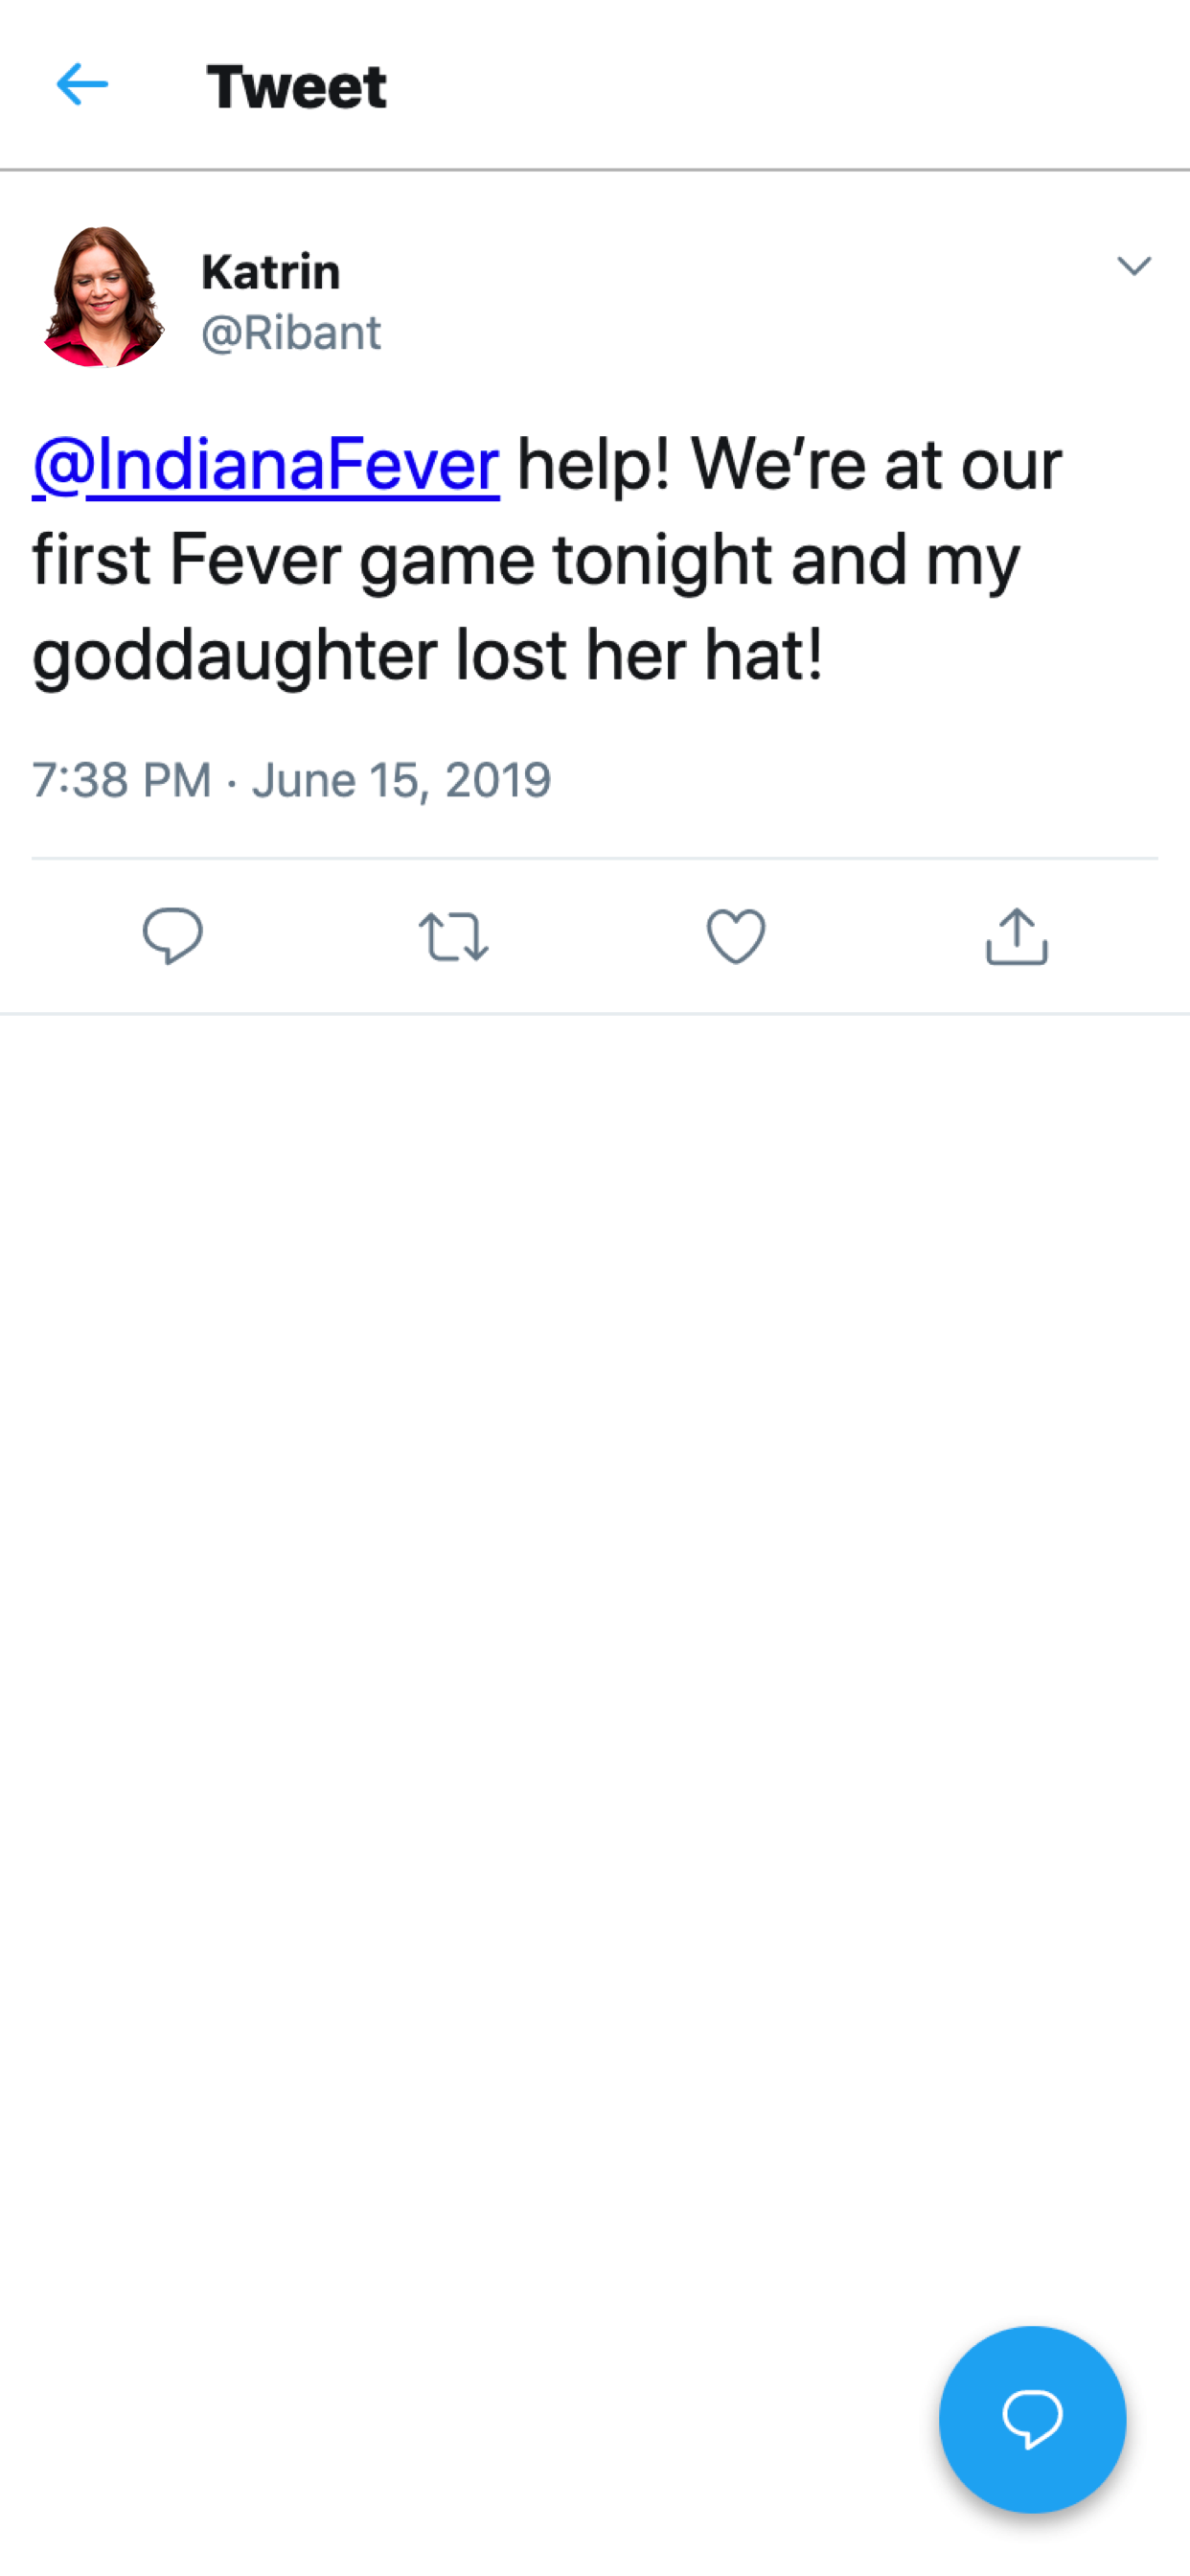 Tweet
Katrin
@Ribant
@IndianaFever help! We’re at our
first Fever game tonight and my
goddaughter lost her hat!
7:38 PM · June 15, 2019